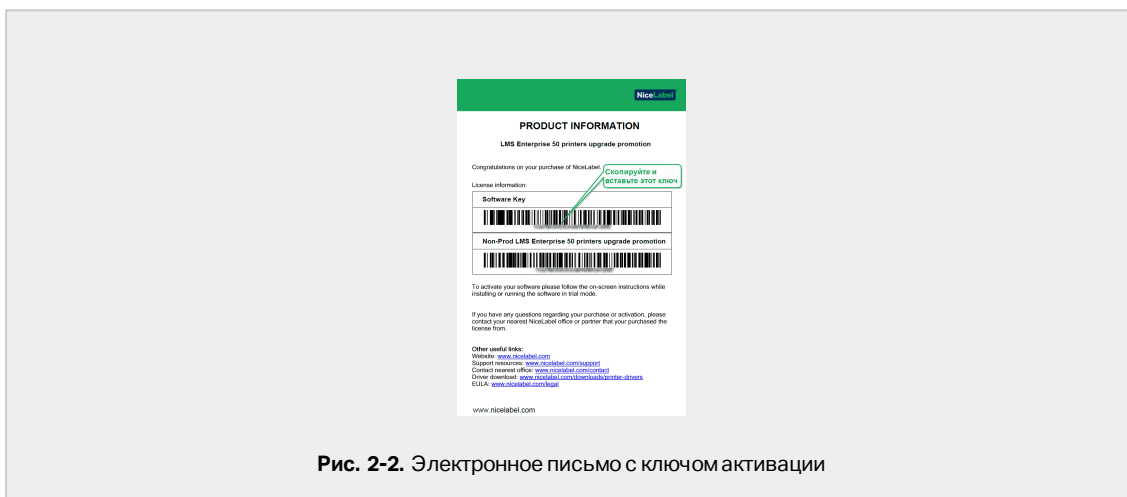 NiceLabel
PRODUCT INFORMATION
LMS Enterprise 50 printers upgrade promotion
Congratulations on your purchase of NiceLabel.
Скопируйте и
вставьте этот ключ
License information:
Software Key
Non-Prod LMS Enterprise 50 printers upgrade promotion
To activate your software please follow the on-screen instructions while
installing or running the software in trial mode.
If you have any questions regarding your purchase or activation, please
contact your nearest NiceLabel office or partner that your purchased the
license from.
Other useful links:
Website: www.nicelabel.com
Support resources: www.nicelabel.com/support
Contact nearest office: www.nicelabel.com/contact
Driver download: www.nicelabel.com/downloads/printer-drivers
EULA: www.nicelabel.com/legal
www.nicelabel.com
Рис. 2-2. Электронное письмо с ключом активации